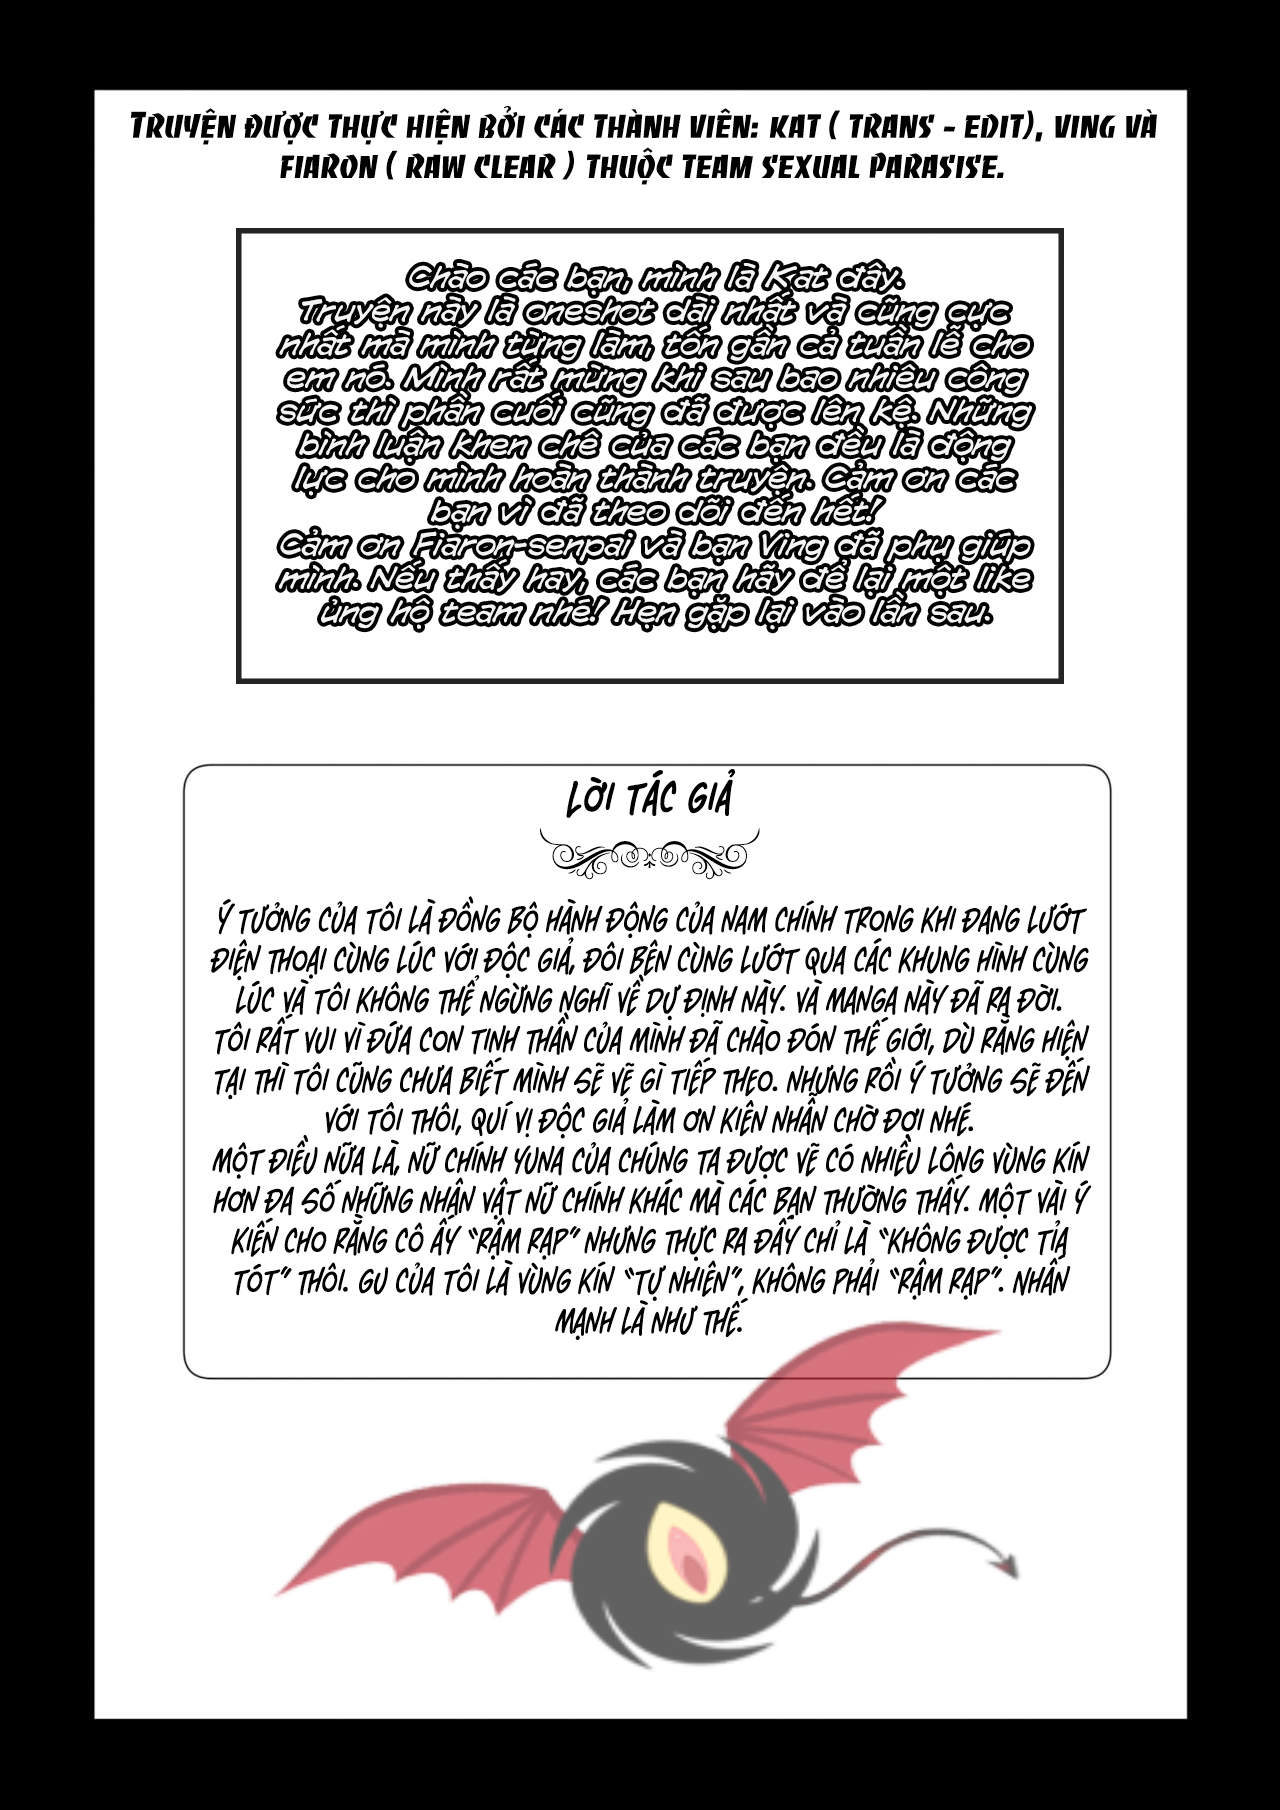 TRUYỆN ĐƯỢC THỰC HIỆN BỞI CÁC THÀNH VIÊN: KAT ( TRANS - EDIT), VING VÀ
FIARON ( RAW CLEAR ) THUỘC TEAM SEXUAL PARASISE.
Chào các bạn, mình là Kat đây.
Truyện này là oneshot dài nhất và cũng cực
nhất mà mình từng làm, tốn gần cả tuần lễ cho
em nó. Mình rất mừng khi sau bao nhiêu công
súc thì phần cuối cũng đã được lên kệ. Những
bình luận khen chê của các bạn đều là động
lực cho mình hoàn thành truyện. Cảm ơn các
bạn vì đã theo dõi đến hết!
Cảm ơn Fiaron-senpai và bạn Ving đã phụ giúp
mình. Nếu thấy hay, các bạn hãy để lại một like
ủng hộ team nhé! Hẹn gặp lại vào lần sau.
LỜI TÁC GIẢ
Ý TƯỞNG CỦA TÔI LÀ ĐỒNG BỘ HÀNH ĐỘNG CỦA NAM CHÍNH TRONG KHI ĐANG LƯỚT
ĐIỆN THOẠI CÙNG LÚC VỚI ĐỘC GIẢ, ĐÔI BÊN CÙNG LƯỚT QUA CÁC KHUNG HÌNH CÙNG
LÚC VÀ TÔI KHÔNG THỂ NGỪNG NGHĨ VỀ DỰ ĐỊNH NÀY. VÀ MANGA NÀY ĐÃ RA ĐỜI.
TÔI RẤT VUI VÌ ĐỨA CON TINH THẦN CỦA MÌNH ĐÃ CHÀO ĐÓN THẾ GIỚI, DÙ RẰNG HIỆN
TẠI THÌ TÔI CŨNG CHƯA BIẾT MÌNH SẼ VẼ GÌ TIẾP THEO. NHƯNG RỒI Ý TƯỞNG SẼ ĐẾN
VỚI TÔI THÔI, QUÍ VỊ ĐỘC GIẢ LÀM ƠN KIÊN NHẪN CHỜ ĐỢI NHÉ.
MỘT ĐIỀU NỮA LÀ, NỮ CHÍNH YUNA CỦA CHÚNG TA ĐƯỢC VẼ CÓ NHIỀU LÔNG VÙNG KÍN
HƠN ĐA SỐ NHỮNG NHÂN VẬT NỮ CHÍNH KHÁC MÀ CÁC BẠN THƯỜNG THẤY. MỘT VÀI Ý
KIẾN CHO RẰNG CÔ ẤY “RẬM RẠP” NHƯNG THỰC RA ĐẤY CHỈ LÀ “KHÔNG ĐƯỢC TỈA
TÓT” THÔI. GU CỦA TÔI LÀ VÙNG KÍN “TỰ NHIÊN”, KHÔNG PHẢI “RẬM RẠP”. NHẤN
MẠNH LÀ NHƯ THẾ.